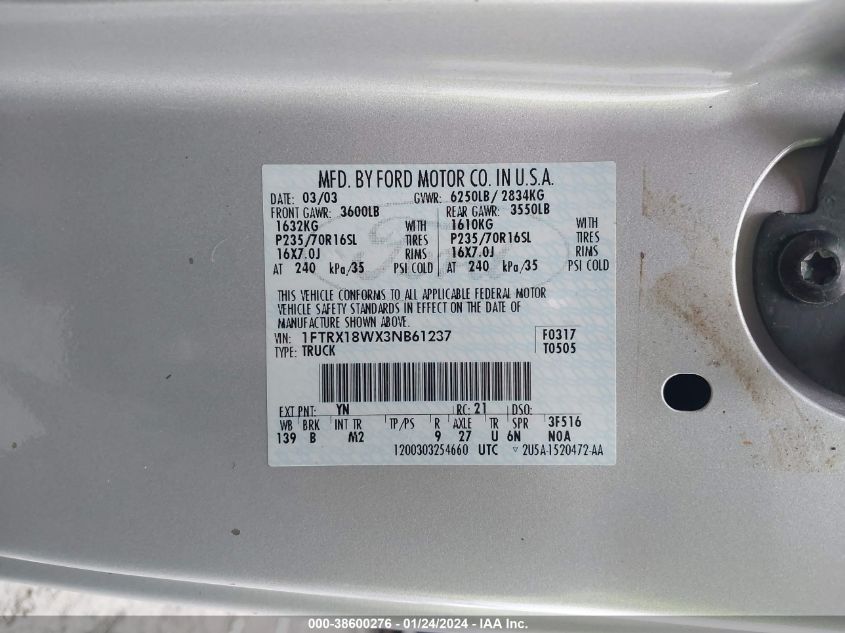 MFD. BY FORD MOTOR CO. IN U.S.A.
DATE: 03/03 GVWR: 6250LB/ 2834KG
FRONT GAWR: 3600LB REAR GAWR: 3550LB
1632KG WITH 1610KG WITH
P235/70R16SL TIRES P235/70R16SL TIRES
16X7.0J RIMS 16X7.0J RIMS
AT 240 kPa/35 PSI COLD AT 240 kPa/35 PSI COLD
THIS VEHICLE CONFORMS TO ALL APPLICABLE FEDERAL MOTOR
VEHICLE SAFETY STANDARDS IN EFFECT ON THE DATE OF
MANUFACTURE SHOWN ABOVE.
VIN: 1FTRX18WX3NB61237 F0317
TYPE: TRUCK T0505
EXT PNT: YN RC: 21 DSO:
WB BRK INT TR TP/PS R AXLE TR SPR 3F516
139 B M2 9 27 U 6N NOA
1200303254660 UTC 2U5A-1520472-AA
Ford
000-38600276 - 01/24/2024 - IAA Inc.